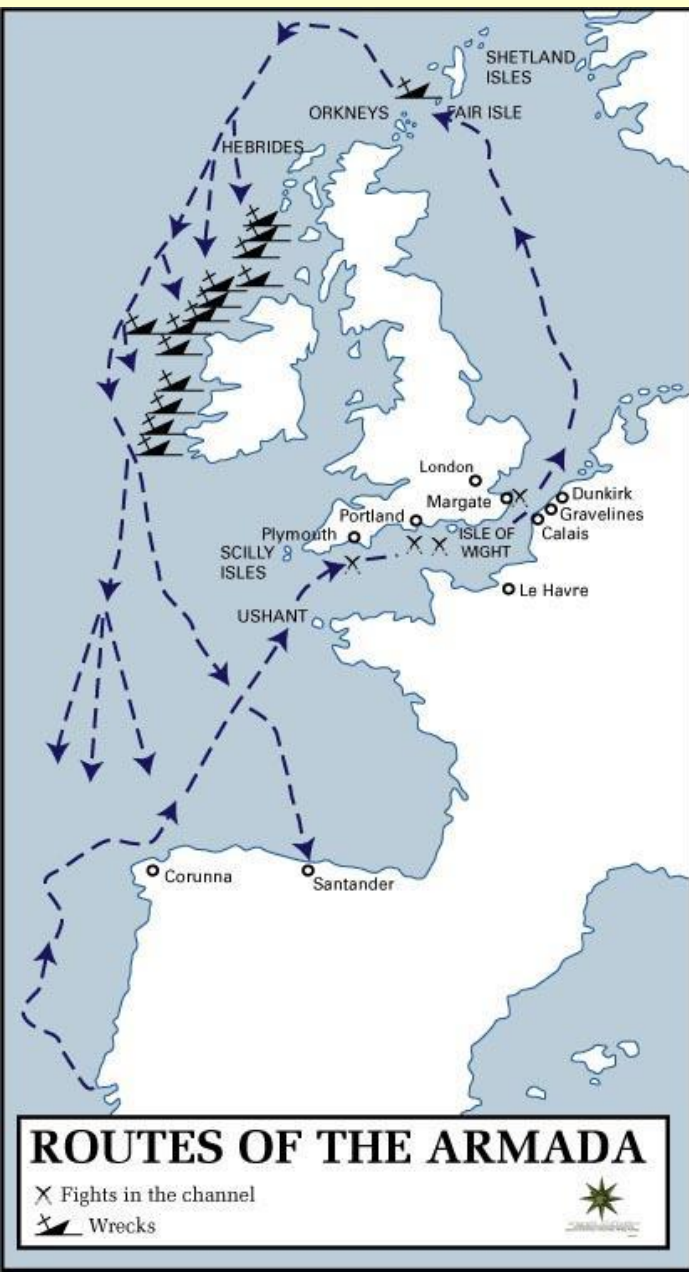 SHETLAND
ISLES
ORKNEYS
FAIR ISLE
HEBRIDES
London
Margate
Dunkirk
Gravelines
Portland
Calais
Plymouth
ISLE OF
WIGHT
SCILLY
ISLES
Le Havre
USHANT
Corunna
Santander
ROUTES OF THE ARMADA
Fights in the channel
Wrecks